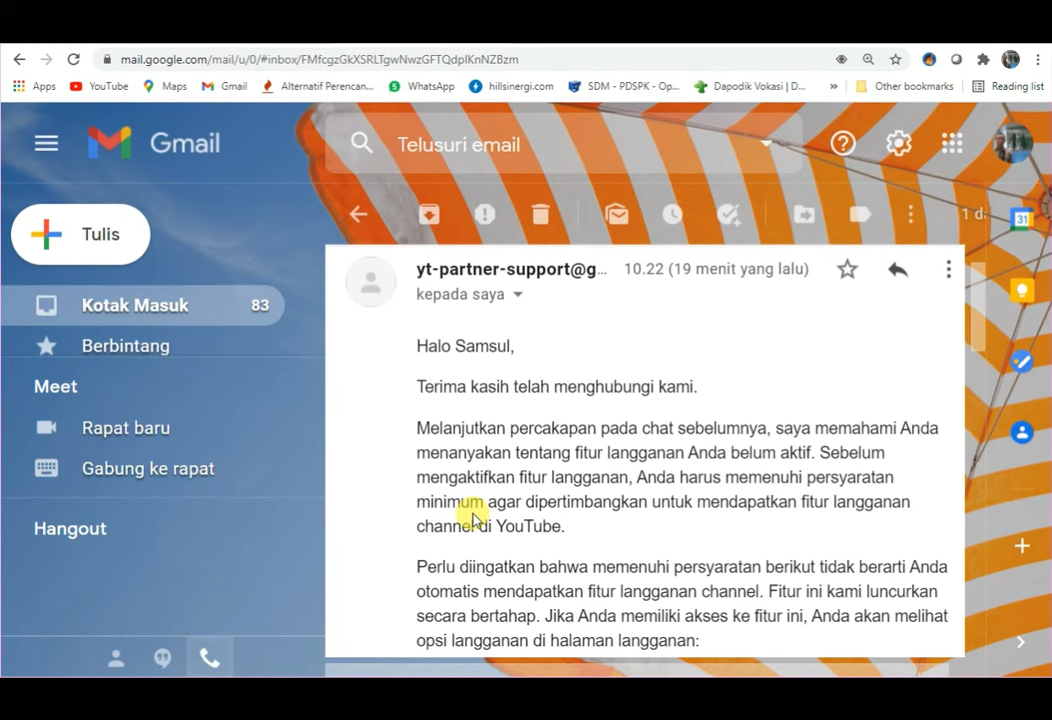 mail.google.com/mail/u/0/#inbox/FMfcgzGkXSRLTgwNwzGFTQdpIKnNZBzm
Apps YouTube Maps Gmail Alternatif Perencan... WhatsApp hillsinergi.com SDM - PDSPK - Op... Dapodik Vokasi | D... » Other bookmarks Reading list
Gmail
Telusuri email
Tulis
1 d
31
yt-partner-support@g... 10.22 (19 menit yang lalu)
kepada saya
Kotak Masuk 83
Berbintang
Meet
Rapat baru
Gabung ke rapat
Hangout
Halo Samsul,
Terima kasih telah menghubungi kami.
Melanjutkan percakapan pada chat sebelumnya, saya memahami Anda
menanyakan tentang fitur langganan Anda belum aktif. Sebelum
mengaktifkan fitur langganan, Anda harus memenuhi persyaratan
minimum agar dipertimbangkan untuk mendapatkan fitur langganan
channel di YouTube.
Perlu diingatkan bahwa memenuhi persyaratan berikut tidak berarti Anda
otomatis mendapatkan fitur langganan channel. Fitur ini kami luncurkan
secara bertahap. Jika Anda memiliki akses ke fitur ini, Anda akan melihat
opsi langganan di halaman langganan: